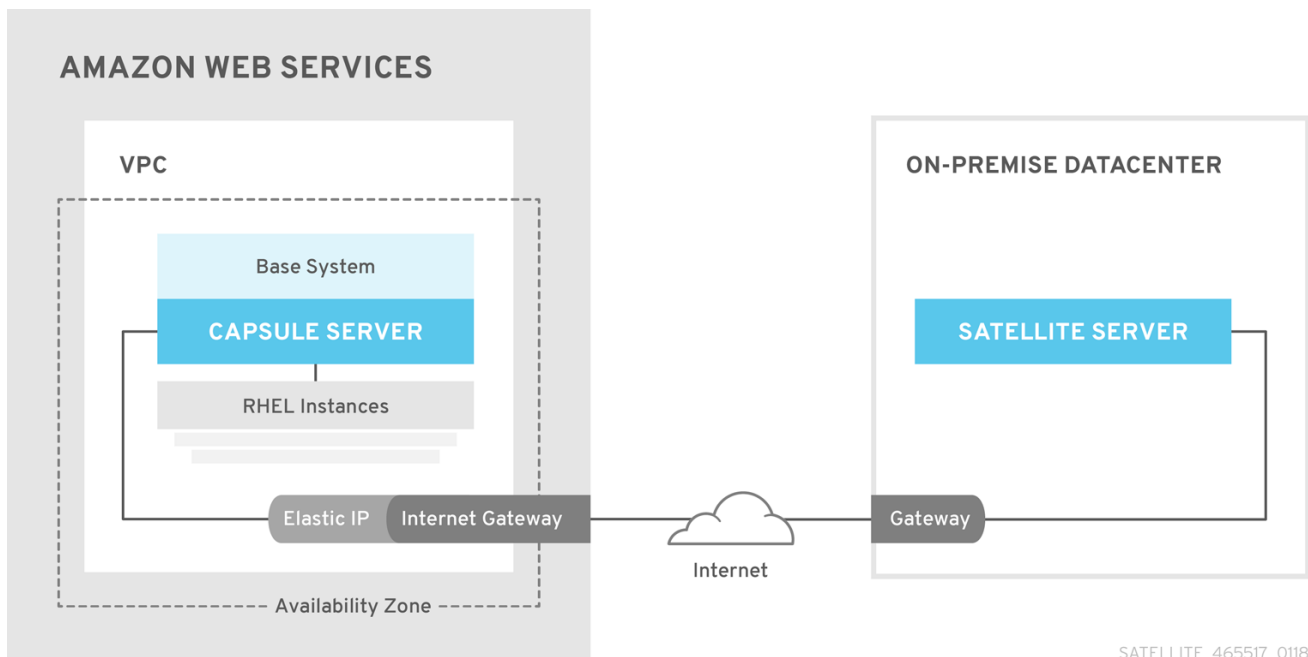 AMAZON WEB SERVICES
VPC
Base System
CAPSULE SERVER
RHEL Instances
Elastic IP
Internet Gateway
Availability Zone
Internet
ON-PREMISE DATACENTER
SATELLITE SERVER
Gateway
SATELLITE_465517_0118